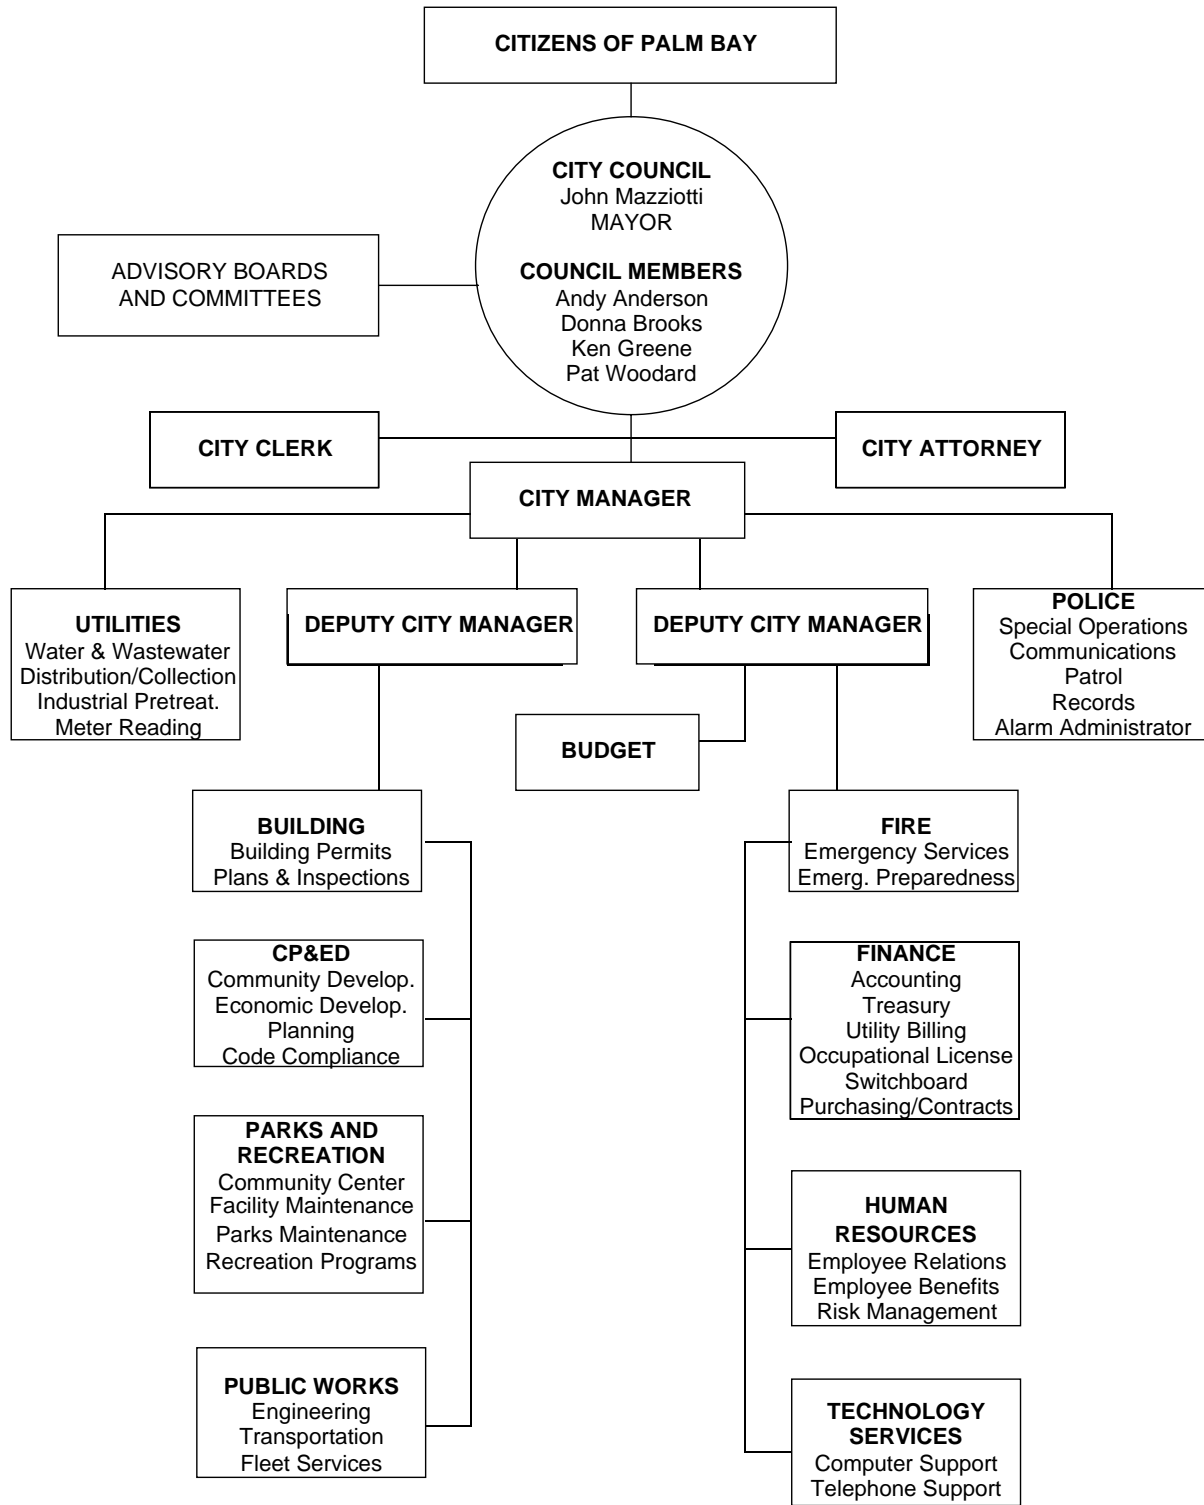 CITIZENS OF PALM BAY
CITY COUNCIL
John Mazziotti
MAYOR
COUNCIL MEMBERS
Andy Anderson
Donna Brooks
Ken Greene
Pat Woodard
ADVISORY BOARDS
AND COMMITTEES
CITY CLERK
CITY ATTORNEY
CITY MANAGER
UTILITIES
Water & Wastewater
Distribution/Collection
Industrial Pretreat.
Meter Reading
DEPUTY CITY MANAGER
DEPUTY CITY MANAGER
POLICE
Special Operations
Communications
Patrol
Records
Alarm Administrator
BUDGET
BUILDING
Building Permits
Plans & Inspections
CP&ED
Community Develop.
Economic Develop.
Planning
Code Compliance
PARKS AND
RECREATION
Community Center
Facility Maintenance
Parks Maintenance
Recreation Programs
PUBLIC WORKS
Engineering
Transportation
Fleet Services
FIRE
Emergency Services
Emerg. Preparedness
FINANCE
Accounting
Treasury
Utility Billing
Occupational License
Switchboard
Purchasing/Contracts
HUMAN
RESOURCES
Employee Relations
Employee Benefits
Risk Management
TECHNOLOGY
SERVICES
Computer Support
Telephone Support